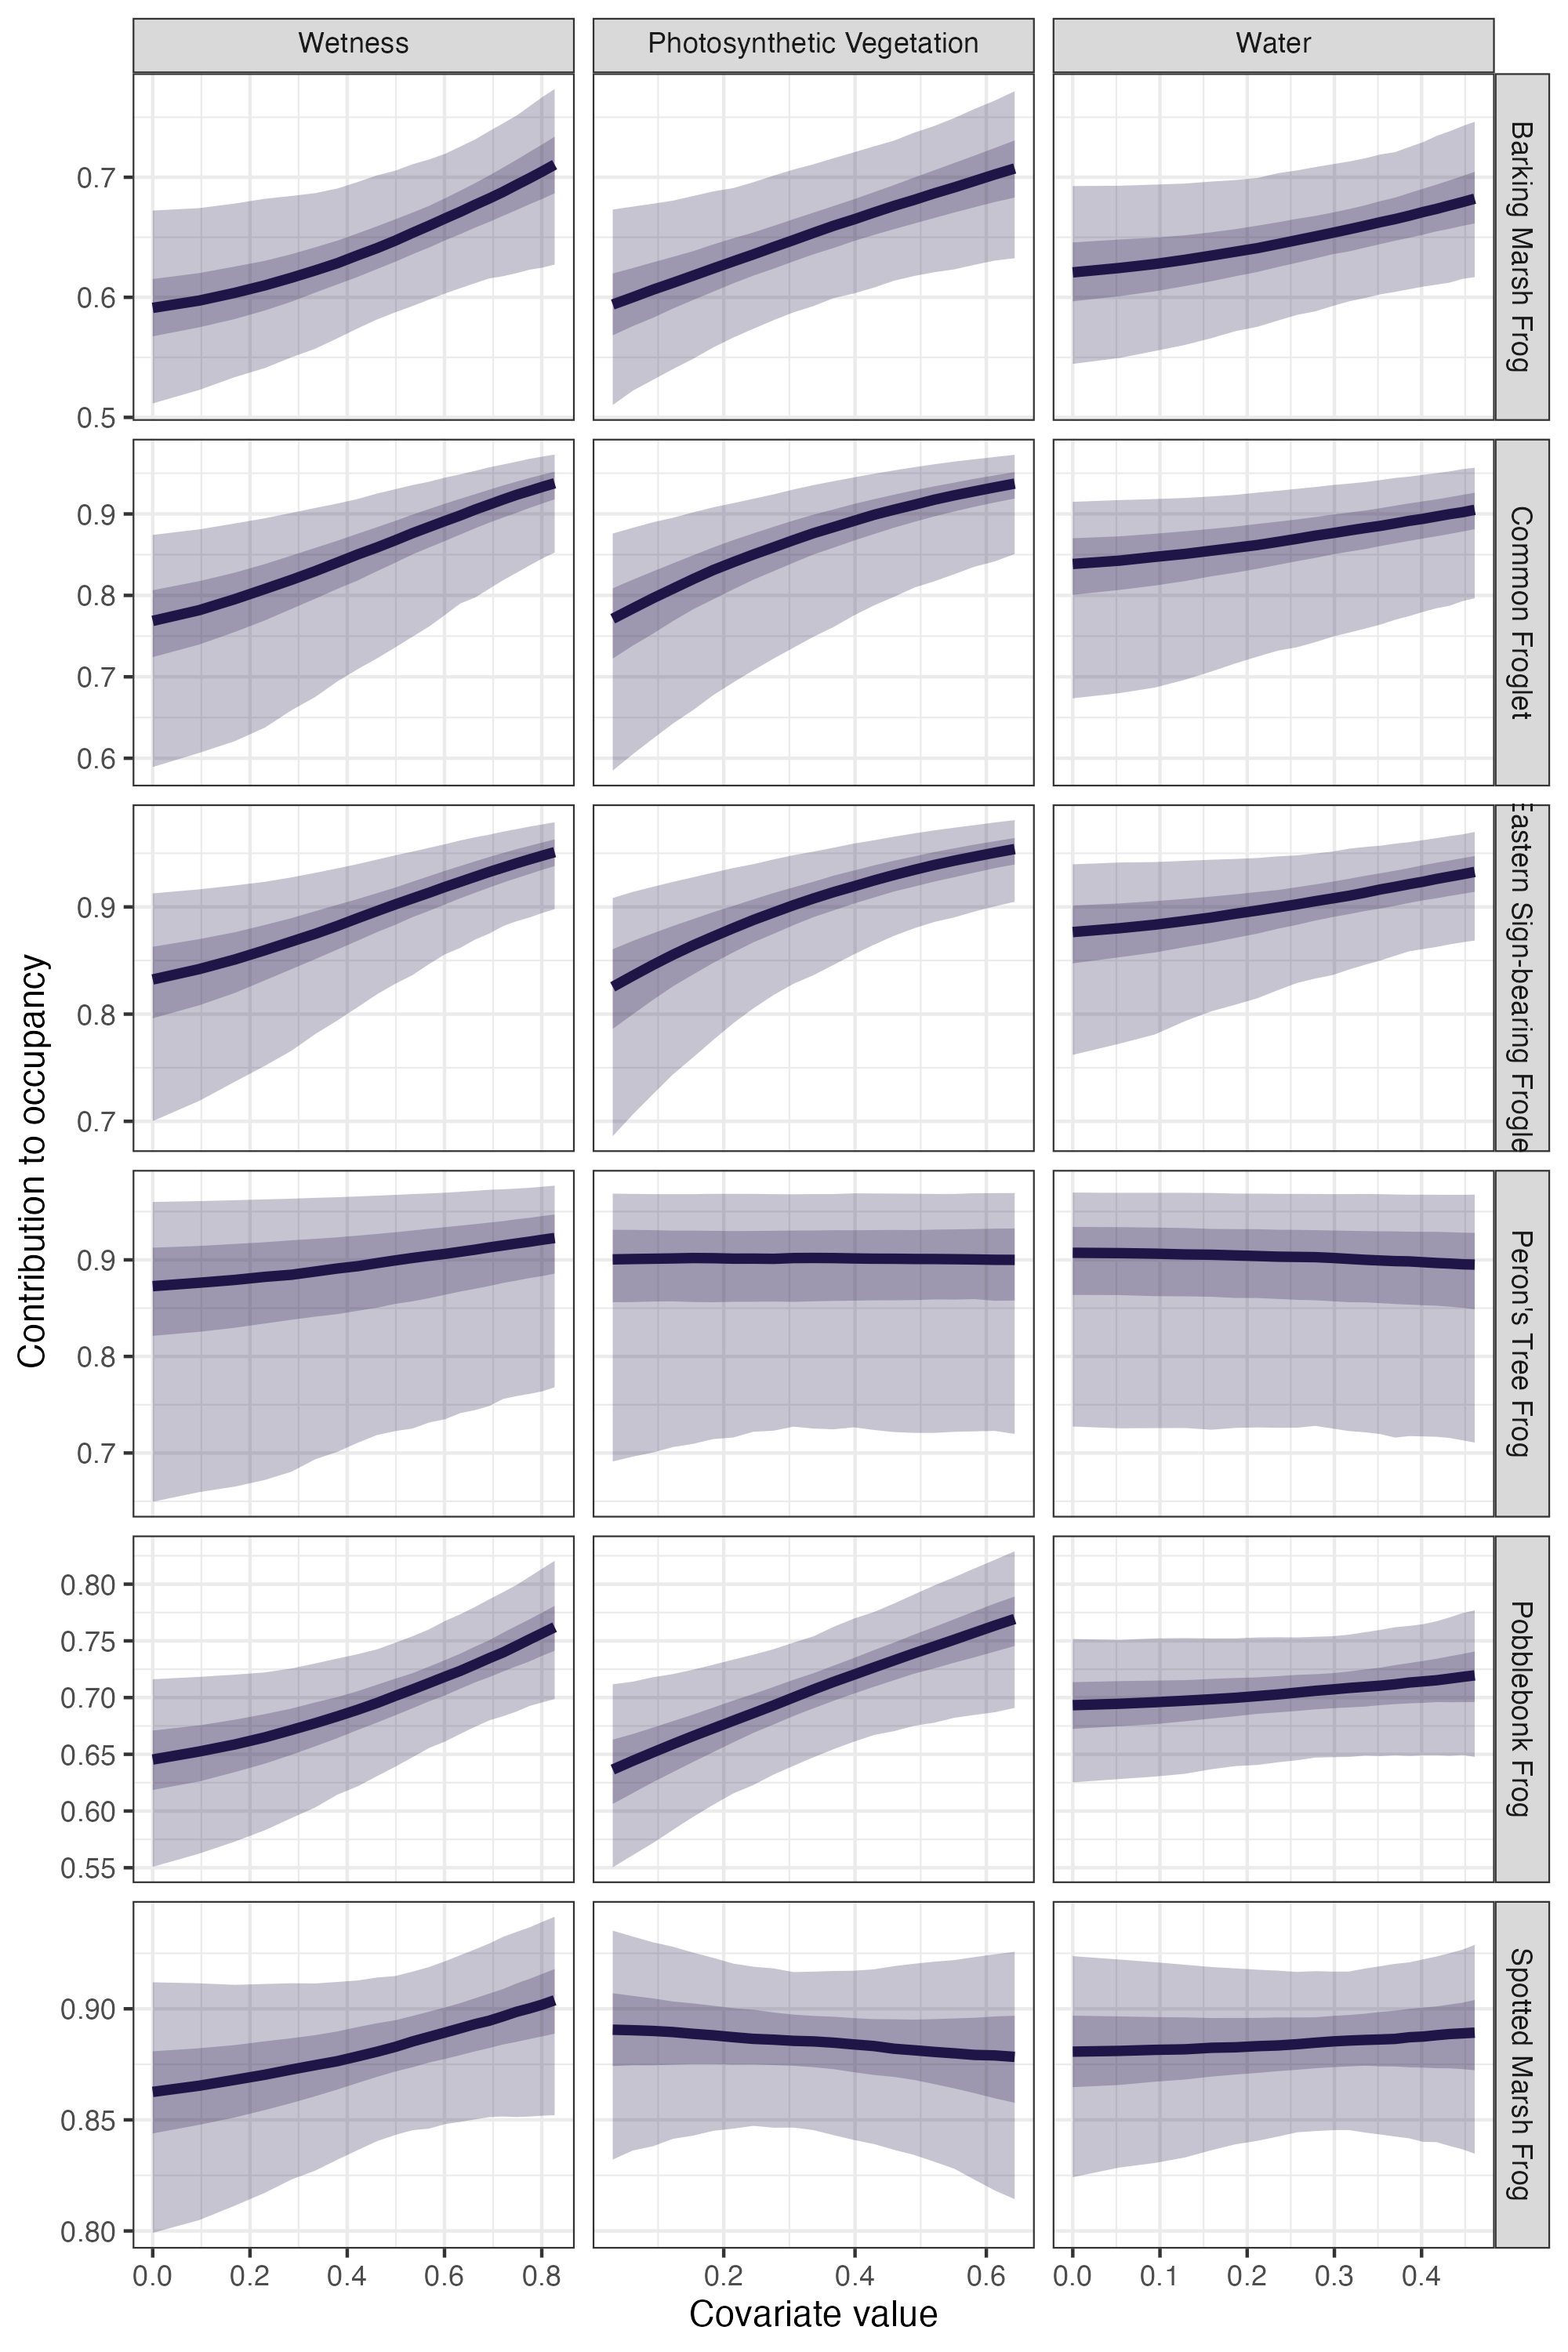 Wetness
Photosynthetic Vegetation
Water
Contribution to occupancy
0.7
0.6
0.5
Barking Marsh Frog
0.9
0.8
0.7
0.6
Common Froglet
0.9
0.8
0.7
Eastern Sign-bearing Frogle
0.9
0.8
0.7
Peron's Tree Frog
0.80
0.75
0.70
0.65
0.60
0.55
Pobblebonk Frog
0.90
0.85
0.80
Spotted Marsh Frog
0.0 0.2 0.4 0.6 0.8
0.2 0.4 0.6
0.0 0.1 0.2 0.3 0.4
Covariate value